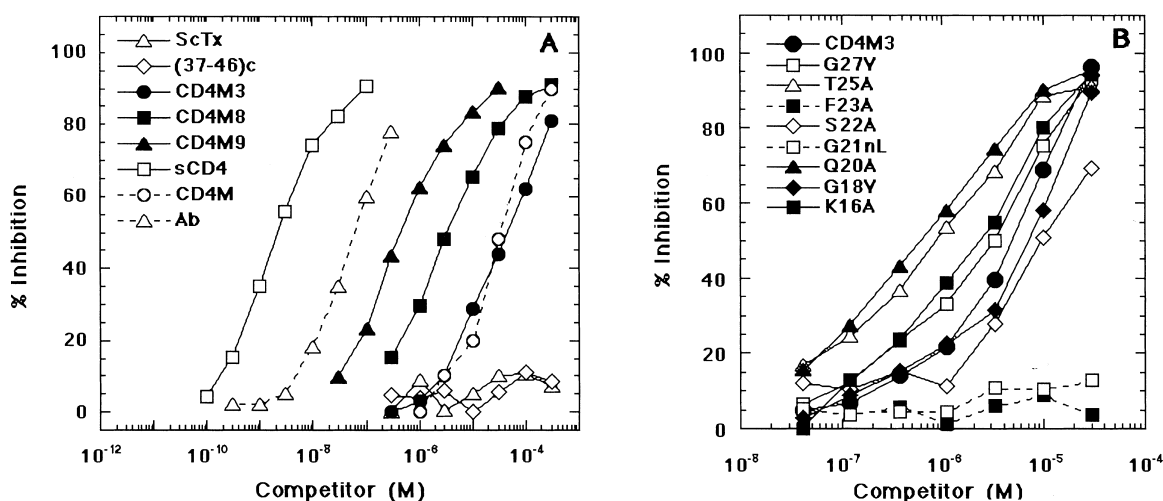 A
100
80
60
40
20
0
% Inhibition
ScTx
(37-46)c
CD4M3
CD4M8
CD4M9
sCD4
CD4M
Ab
10-12
10-10
10-8
10-6
10-4
Competitor (M)
B
100
80
60
40
20
0
% Inhibition
CD4M3
G27Y
T25A
F23A
S22A
G21nL
Q20A
G18Y
K16A
10-8
10-7
10-6
10-5
10-4
Competitor (M)